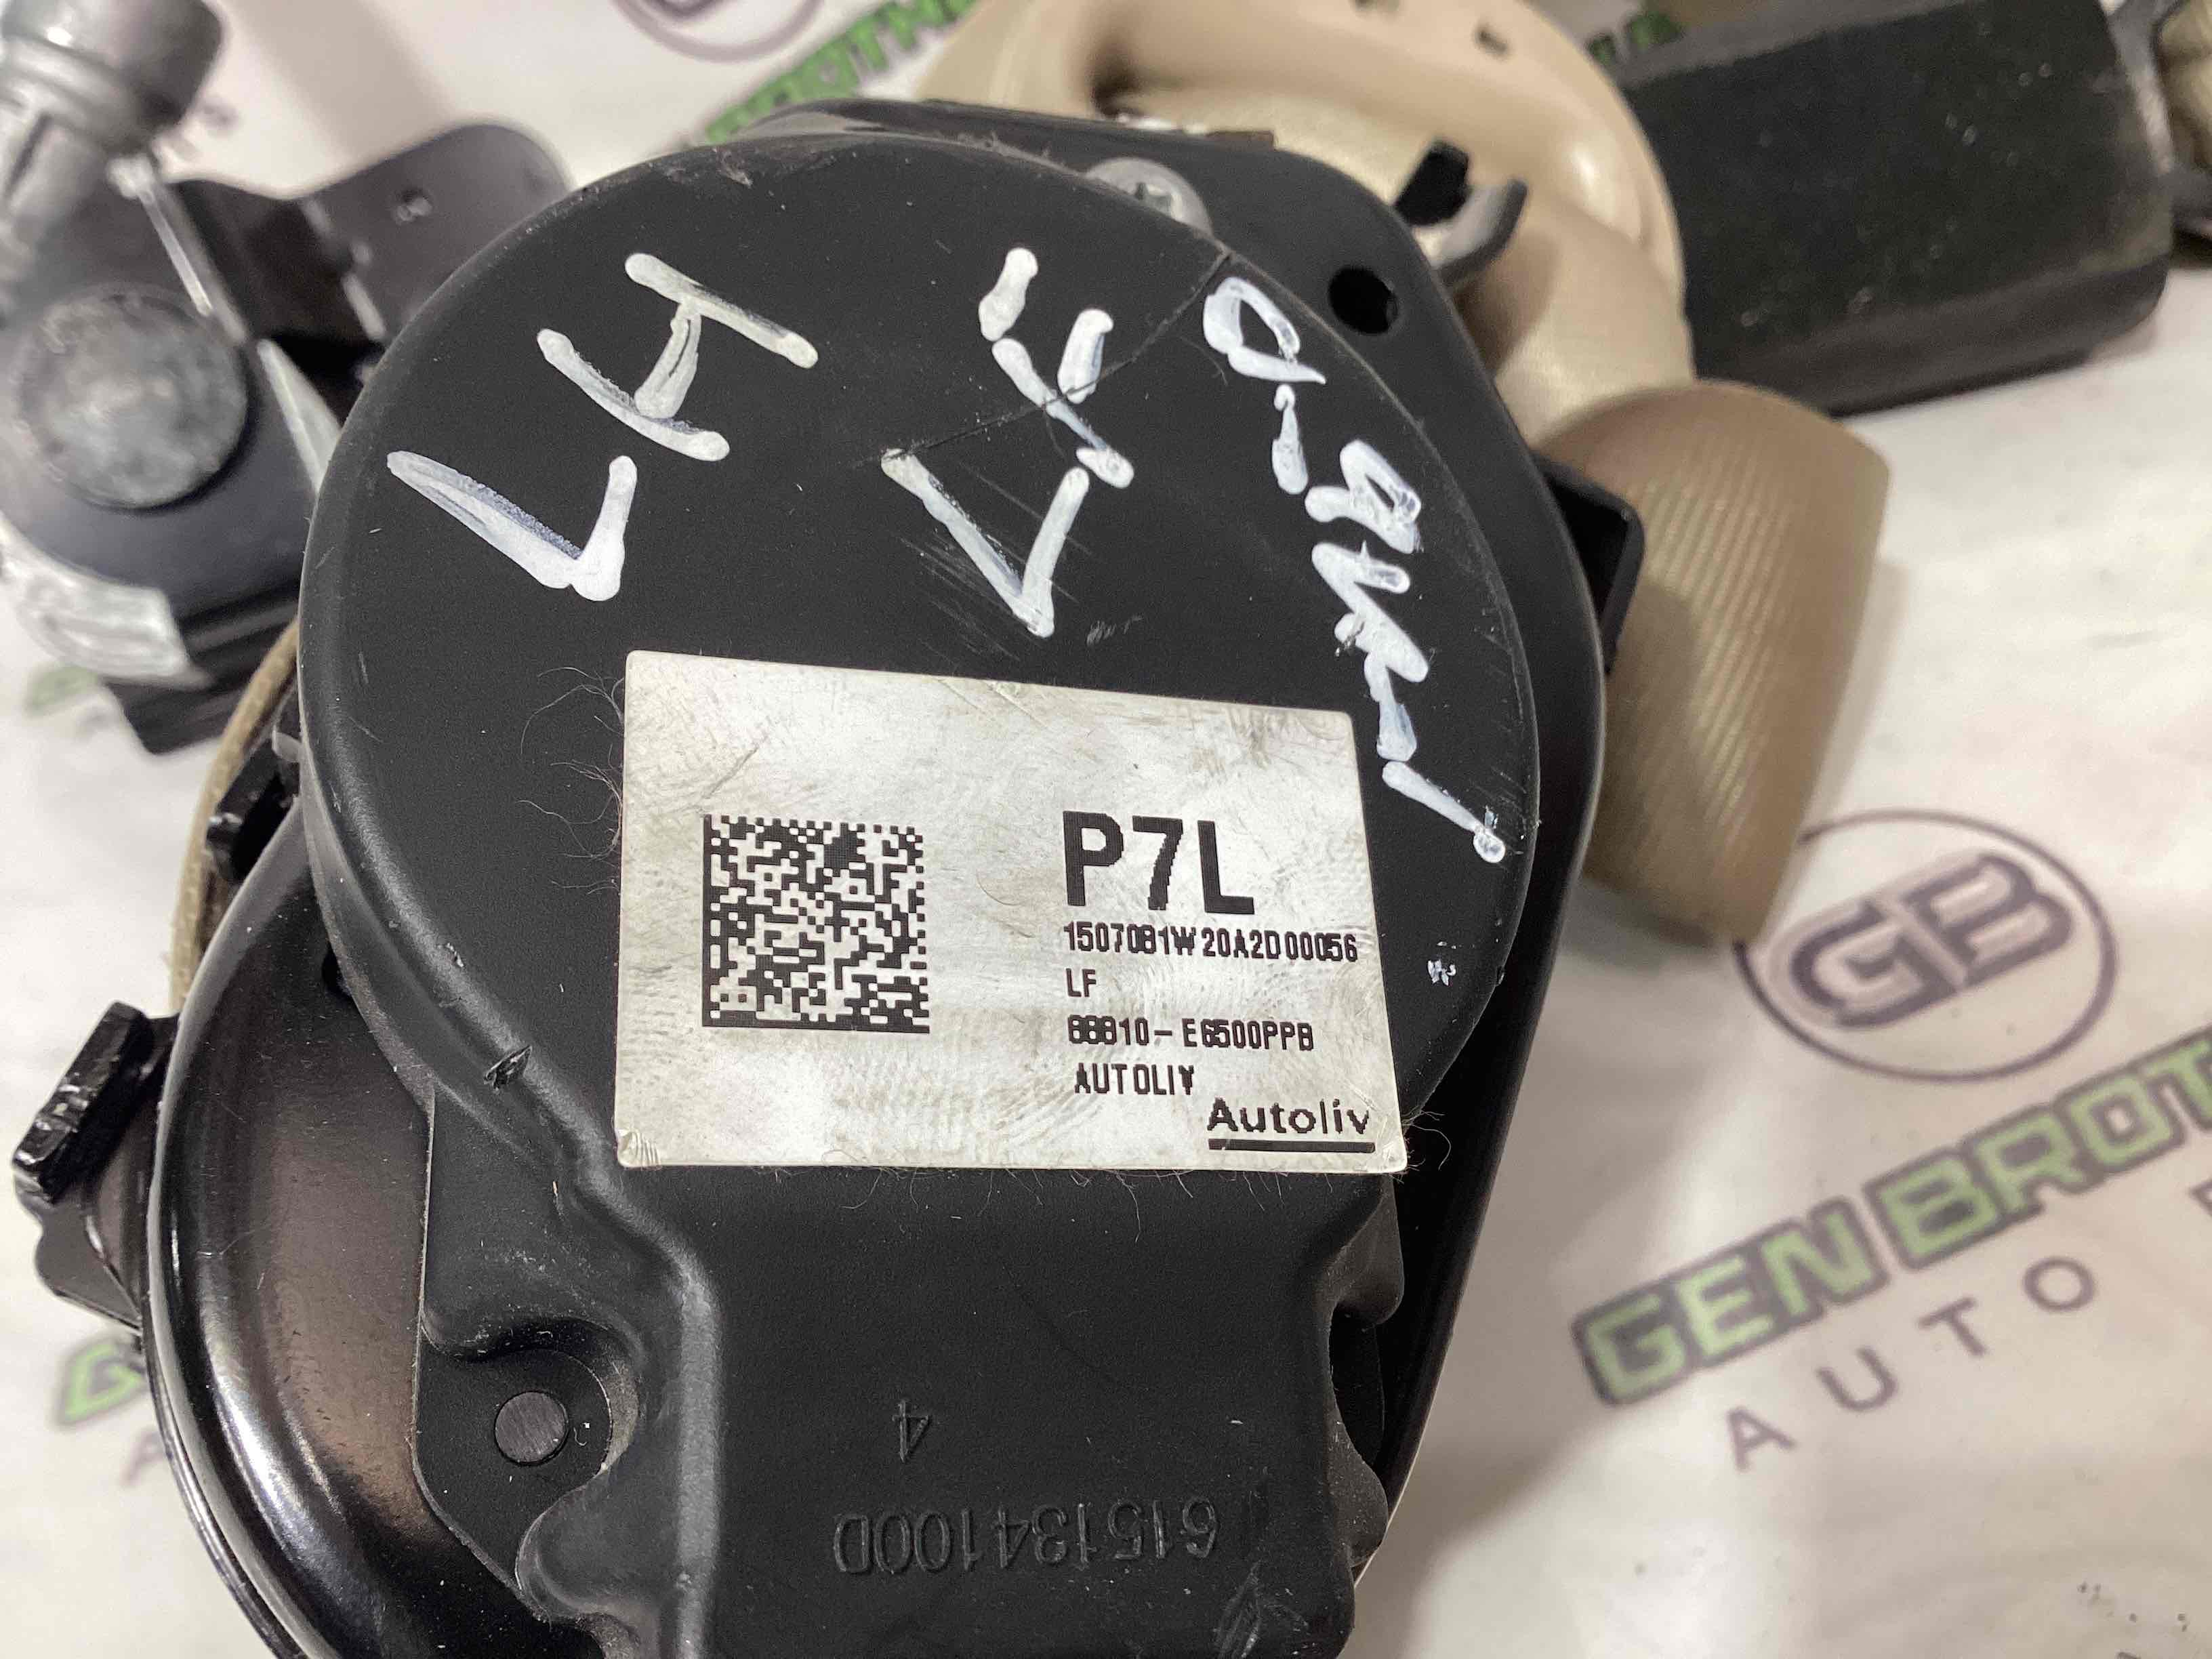 LH
LF
P7L
1507081W20A2D00056
LF
88810-E6500PPB
AUTOLIV
Autoliv
4
615134100D
GB
GEN BROT
AUTO